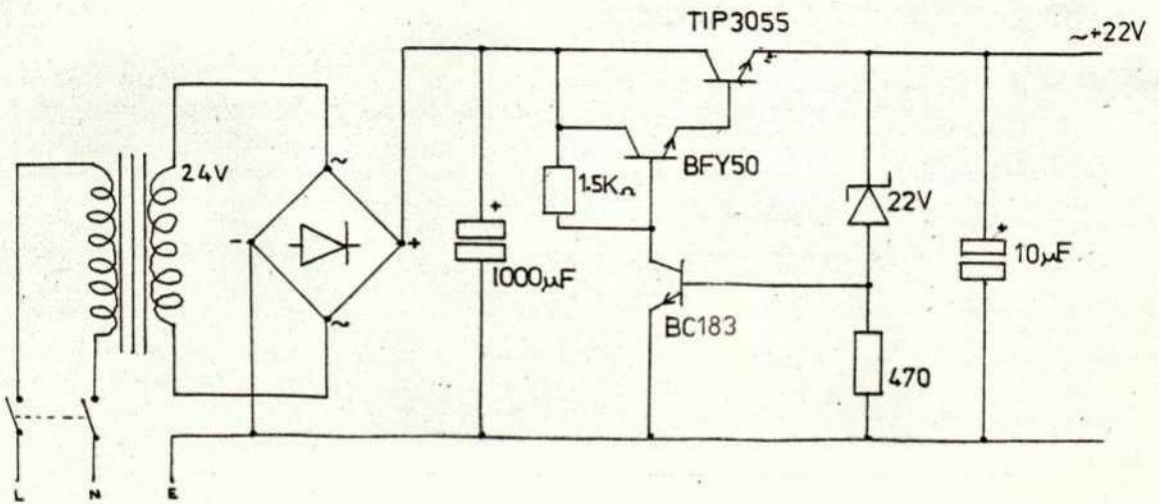 TIP3055
~+22V
24V
~
BFY50
1.5KΩ
22V
-
+
+
+
1000µF
10µF
~
BC183
470
L
N
E